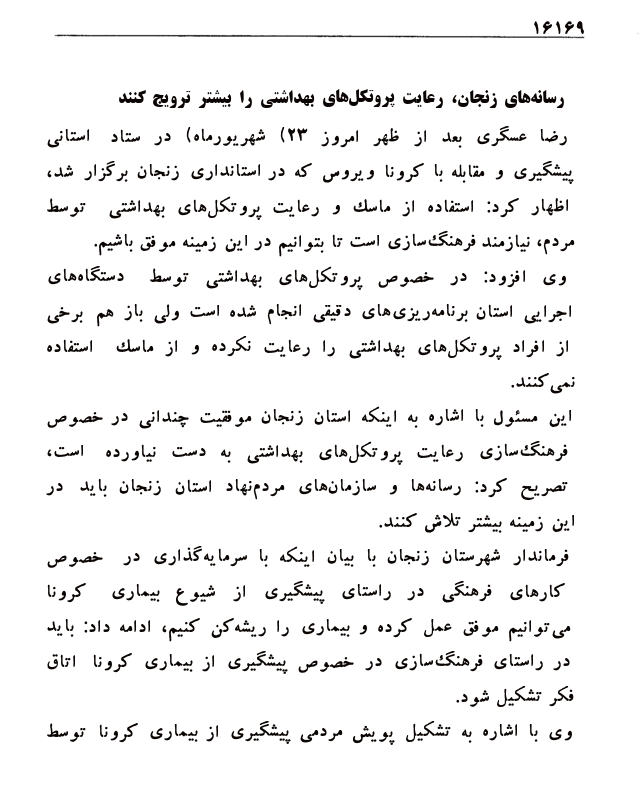 ۱۶۱۶۹
رسانه‌های زنجان، رعایت پروتکل‌های بهداشتی را بیشتر ترویج کنند
رضا عسگری بعد از ظهر امروز ۲۳) شهریورماه) در ستاد استانی
پیشگیری و مقابله با کرونا ویروس که در استانداری زنجان برگزار شد،
اظهار کرد: استفاده از ماسك و رعایت پروتکل‌های بهداشتی توسط
مردم، نیازمند فرهنگ‌سازی است تا بتوانیم در این زمینه موفق باشیم.
وی افزود: در خصوص پروتکل‌های بهداشتی توسط دستگاه‌های
اجرایی استان برنامه‌ریزی‌های دقیقی انجام شده است ولی باز هم برخی
از افراد پروتکل‌های بهداشتی را رعایت نکرده و از ماسك استفاده
نمی‌کنند.
این مسئول با اشاره به اینکه استان زنجان موفقیت چندانی در خصوص
فرهنگ‌سازی رعایت پروتکل‌های بهداشتی به دست نیاورده است،
تصریح کرد: رسانه‌ها و سازمان‌های مردم‌نهاد استان زنجان باید در
این زمینه بیشتر تلاش کنند.
فرماندار شهرستان زنجان با بیان اینکه با سرمایه‌گذاری در خصوص
کارهای فرهنگی در راستای پیشگیری از شیوع بیماری کرونا
می‌توانیم موفق عمل کرده و بیماری را ریشه‌کن کنیم، ادامه داد: باید
در راستای فرهنگ‌سازی در خصوص پیشگیری از بیماری کرونا اتاق
فکر تشکیل شود.
وی با اشاره به تشکیل پویش مردمی پیشگیری از بیماری کرونا توسط